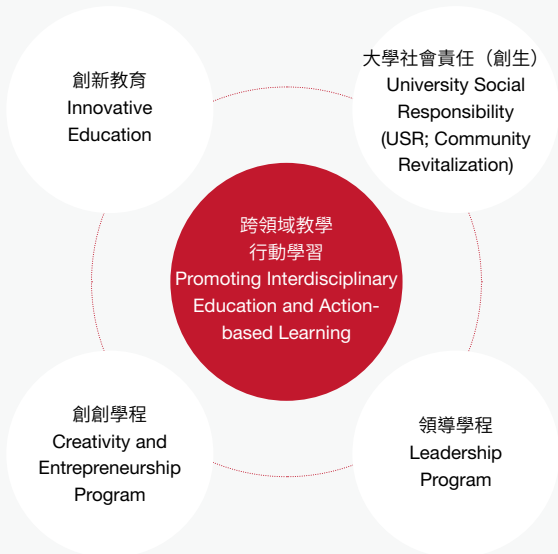 創新教育
Innovative
Education
大學社會責任（創生）
University Social
Responsibility
(USR; Community
Revitalization)
跨領域教學
行動學習
Promoting Interdisciplinary
Education and Action-
based Learning
創創學程
Creativity and
Entrepreneurship
Program
領導學程
Leadership
Program